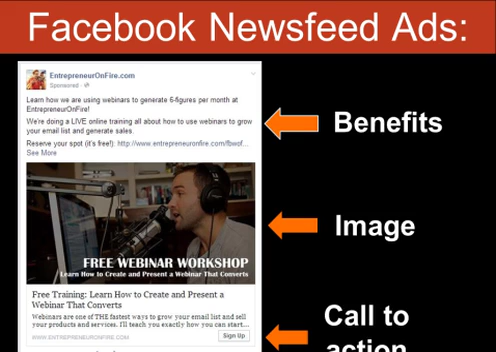 Facebook Newsfeed Ads:
EntrepreneurOnFire.com
Sponsored ·
Learn how we are using webinars to generate 6-figures per month at
EntrepreneurOnFire!
We're doing a LIVE online training all about how to use webinars to grow
your email list and generate sales.
Reserve your spot (it's free!): http://www.entrepreneuronfire.com/fbwof...
See More
Benefits
FREE WEBINAR WORKSHOP
Learn How to Create and Present a Webinar That Converts
Image
Free Training: Learn How to Create and Present a
Webinar That Converts
Webinars are one of THE fastest ways to grow your email list and sell
your products and services. I'll teach you exactly how you can start...
WWW.ENTREPRENEURONFIRE.COM
Sign Up
Call to
action